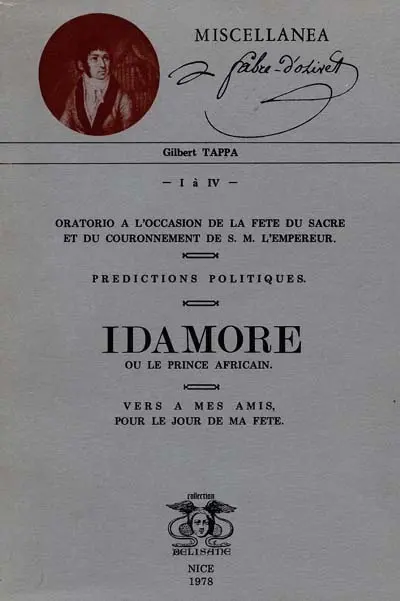 MISCELLANEA
Fabre-d'olivet
Gilbert TAPPA
— I à IV —
ORATORIO A L'OCCASION DE LA FETE DU SACRE
ET DU COURONNEMENT DE S. M. L'EMPEREUR.
PREDICTIONS POLITIQUES.
IDAMORE
OU LE PRINCE AFRICAIN.
VERS A MES AMIS,
POUR LE JOUR DE MA FETE.
collection
BELISANE
NICE
1978